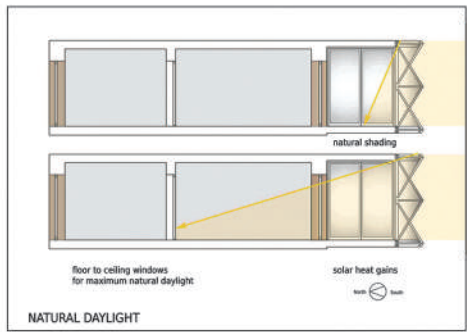 natural shading
floor to ceiling windows
for maximum natural daylight
solar heat gains
North South
NATURAL DAYLIGHT